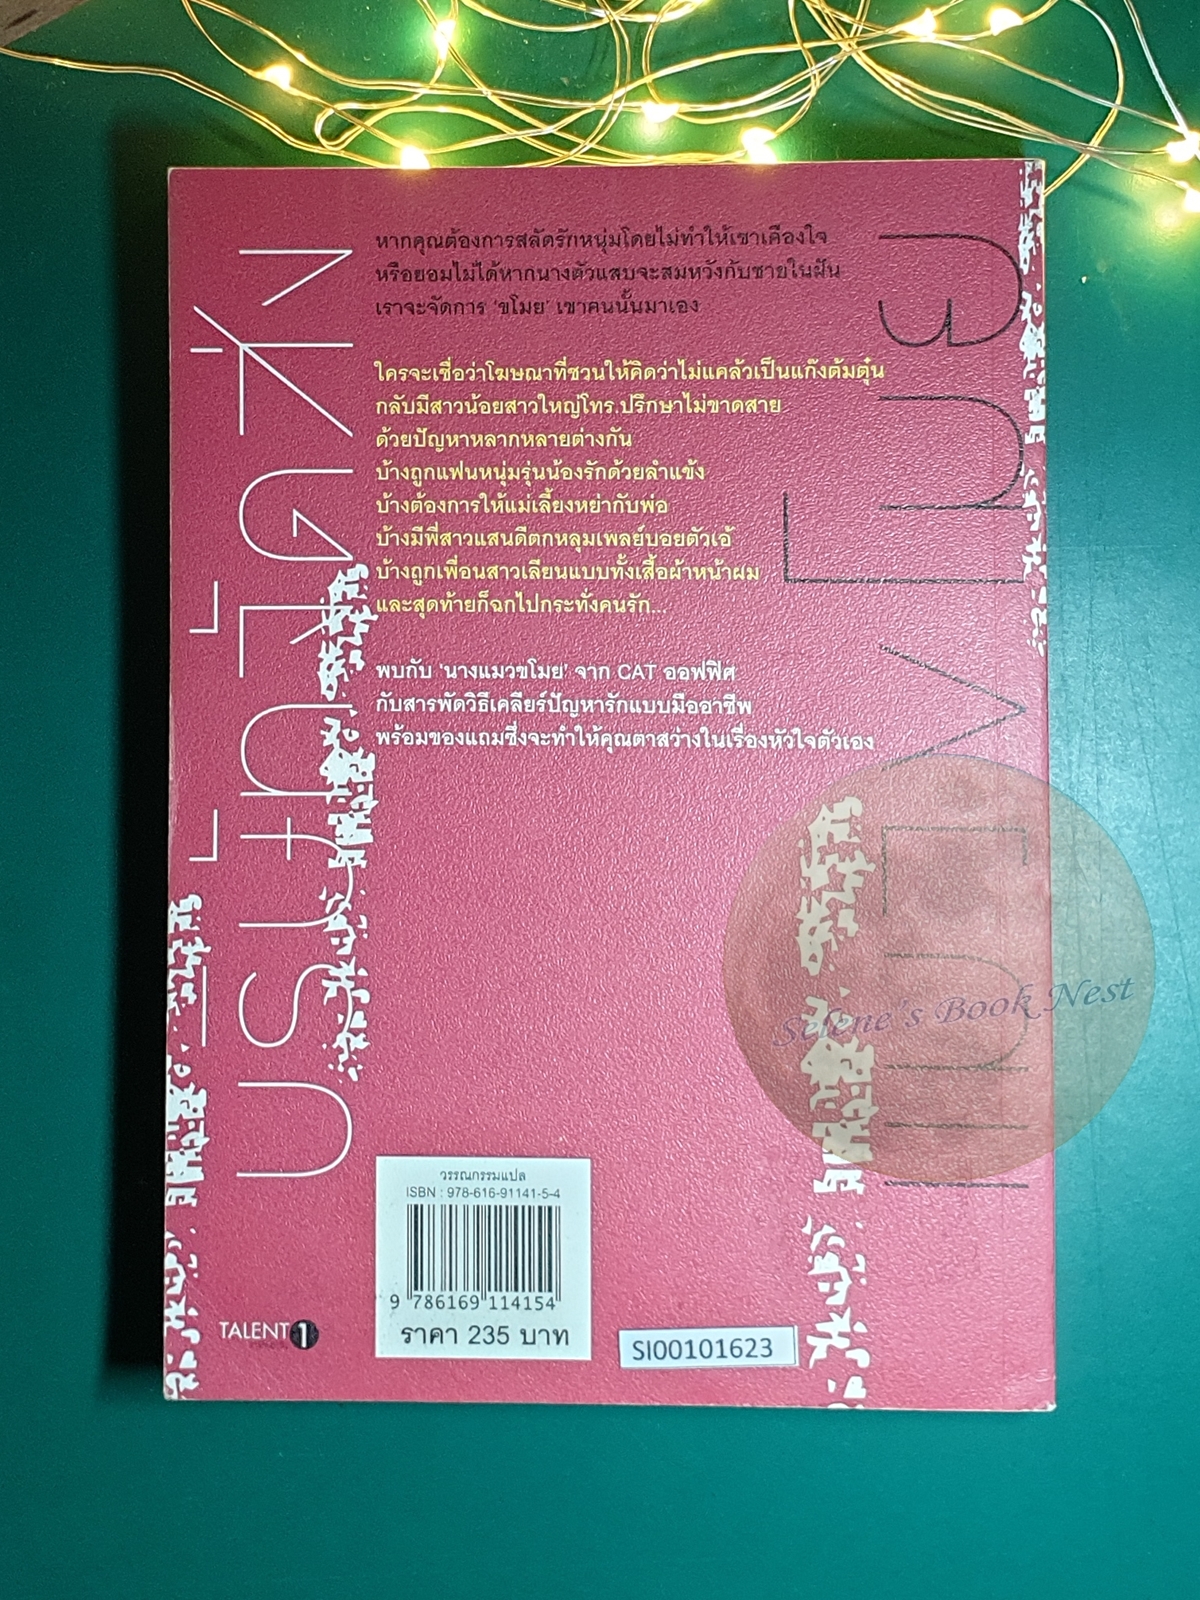 หากคุณต้องการสลัดรักหนุ่มโดยไม่ทำให้เขาเคืองใจ
หรือยอมไม่ได้หากนางตัวแสบจะสมหวังกับชายในฝัน
เราจะจัดการ 'ขโมย' เขาคนนั้นมาเอง
ใครจะเชื่อว่าโฆษณาที่ชวนให้คิดว่าไม่แคล้วเป็นแก๊งต้มตุ๋น
กลับมีสาวน้อยสาวใหญ่โทร.ปรึกษาไม่ขาดสาย
ด้วยปัญหาหลากหลายต่างกัน
บ้างถูกแฟนหนุ่มรุ่นน้องรักด้วยลำแข้ง
บ้างต้องการให้แม่เลี้ยงหย่ากับพ่อ
บ้างมีพี่สาวแสนดีตกหลุมเพลย์บอยตัวเอ้
บ้างถูกเพื่อนสาวเลียนแบบทั้งเสื้อผ้าหน้าผม
และสุดท้ายก็ฉกไปกระทั่งคนรัก...
พบกับ 'นางแมวขโมย' จาก CAT ออฟฟิศ
กับสารพัดวิธีเคลียร์ปัญหารักแบบมืออาชีพ
พร้อมของแถมซึ่งจะทำให้คุณตาสว่างในเรื่องหัวใจตัวเอง
Selene's Book Nest
วรรณกรรมแปล
ISBN : 978-616-91141-5-4
9 786169 114154
ราคา 235 บาท
TALENT 1
SI00101623